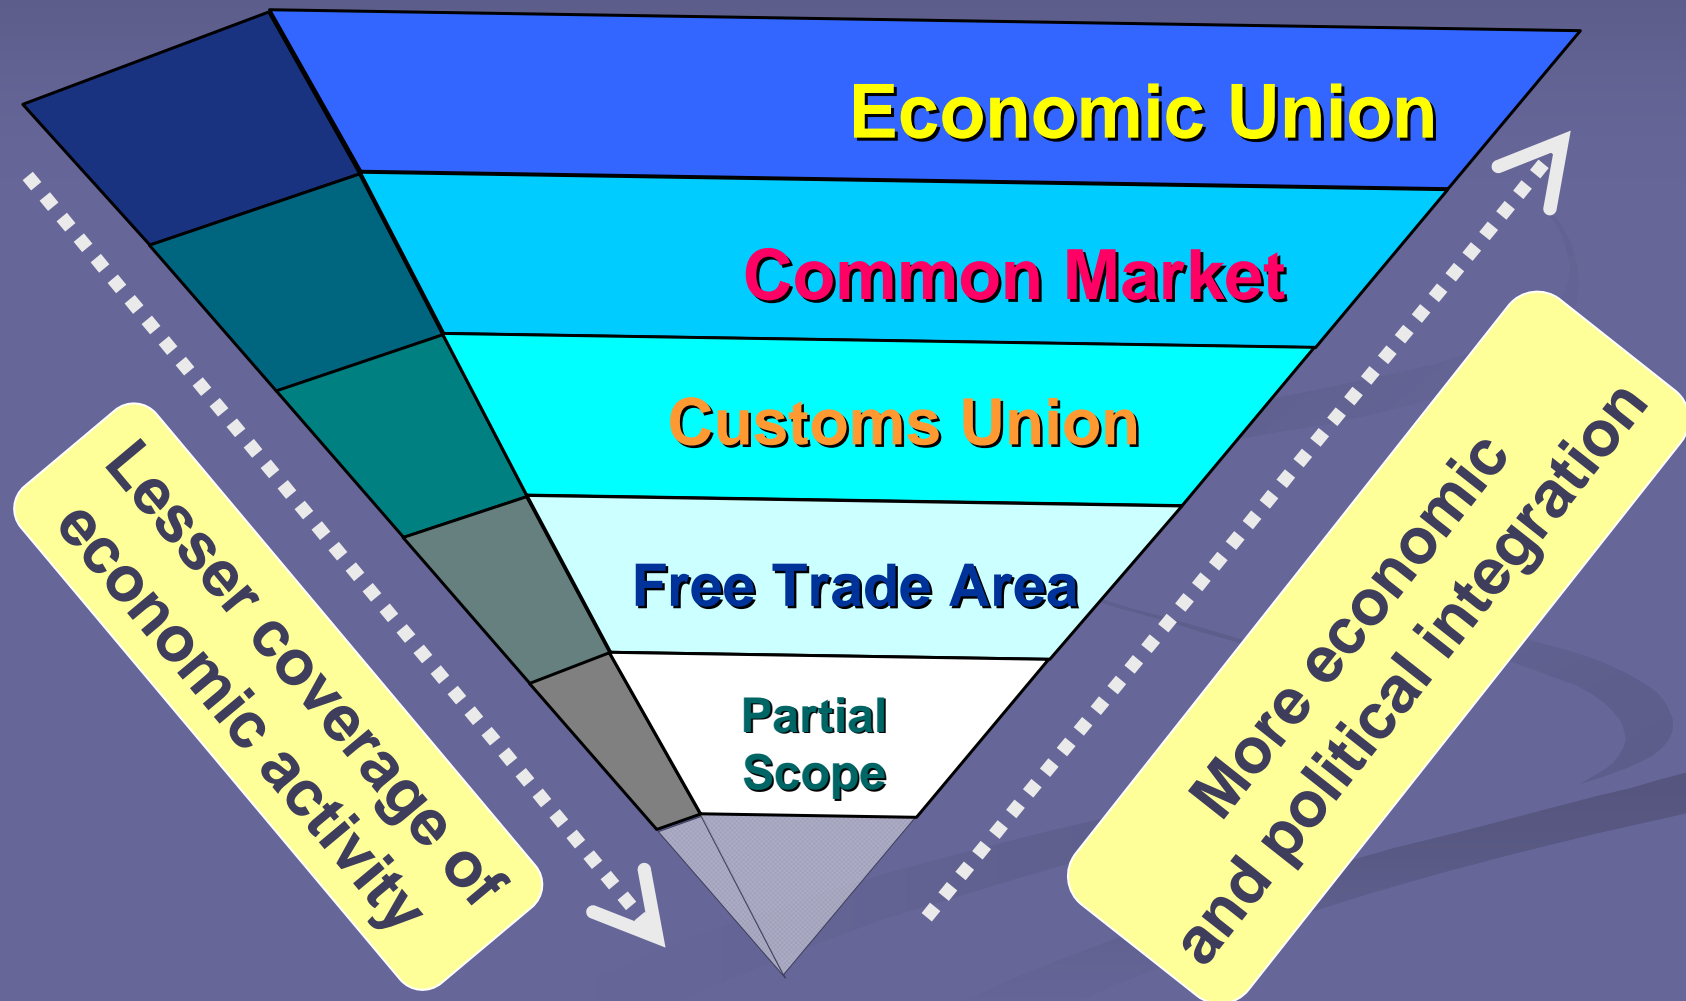 Economic Union
Common Market
Customs Union
Free Trade Area
Partial
Scope
Lesser coverage of
economic activity
More economic
and political integration